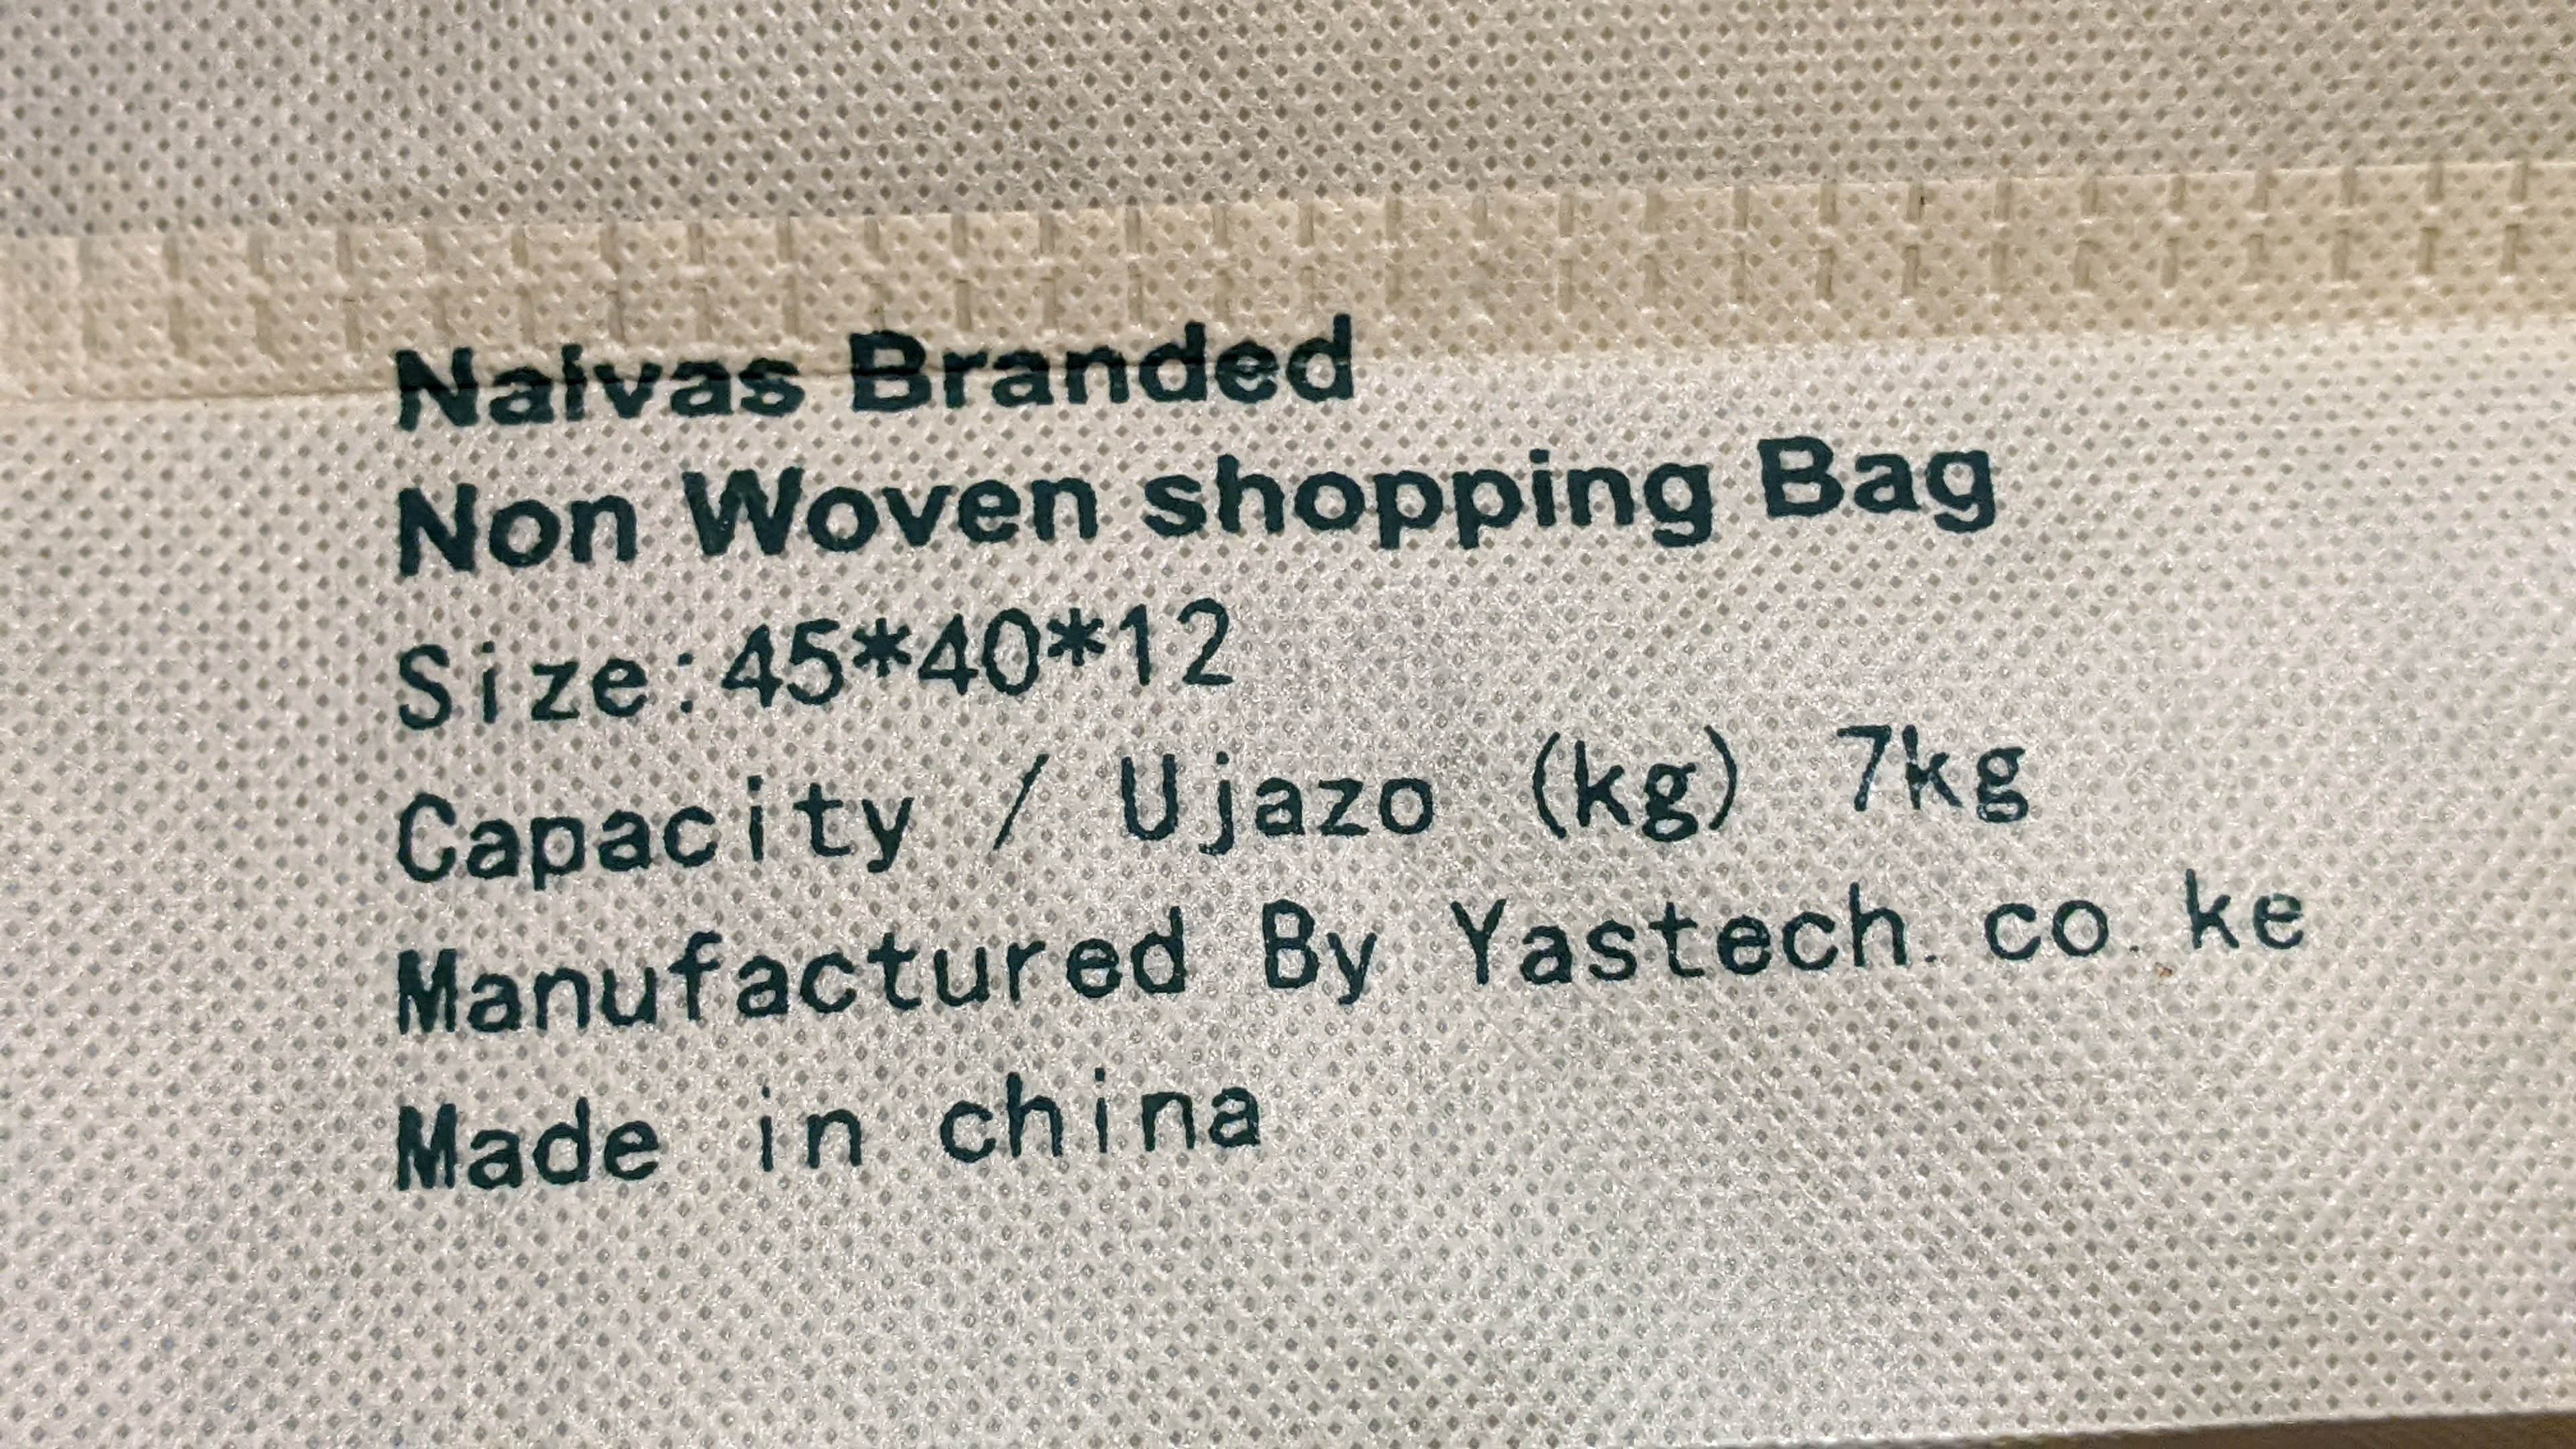 Naivas Branded
Non Woven shopping Bag
Size:45*40*12
Capacity / Ujazo (kg) 7kg
Manufactured By Yastech.co.ke
Made in china